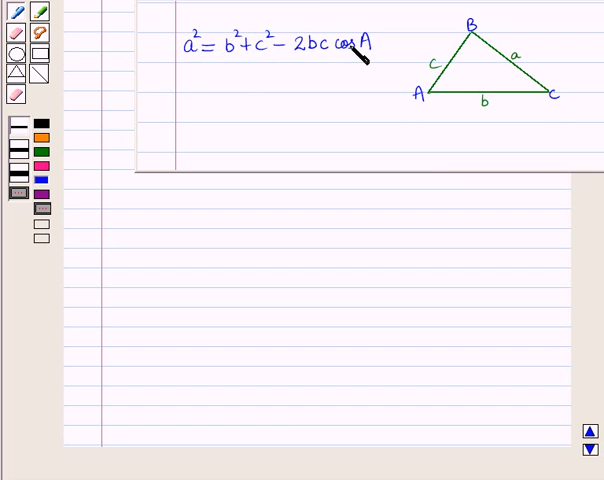 a² = b² + c² − 2bc cos A
B
c
a
A
b
C